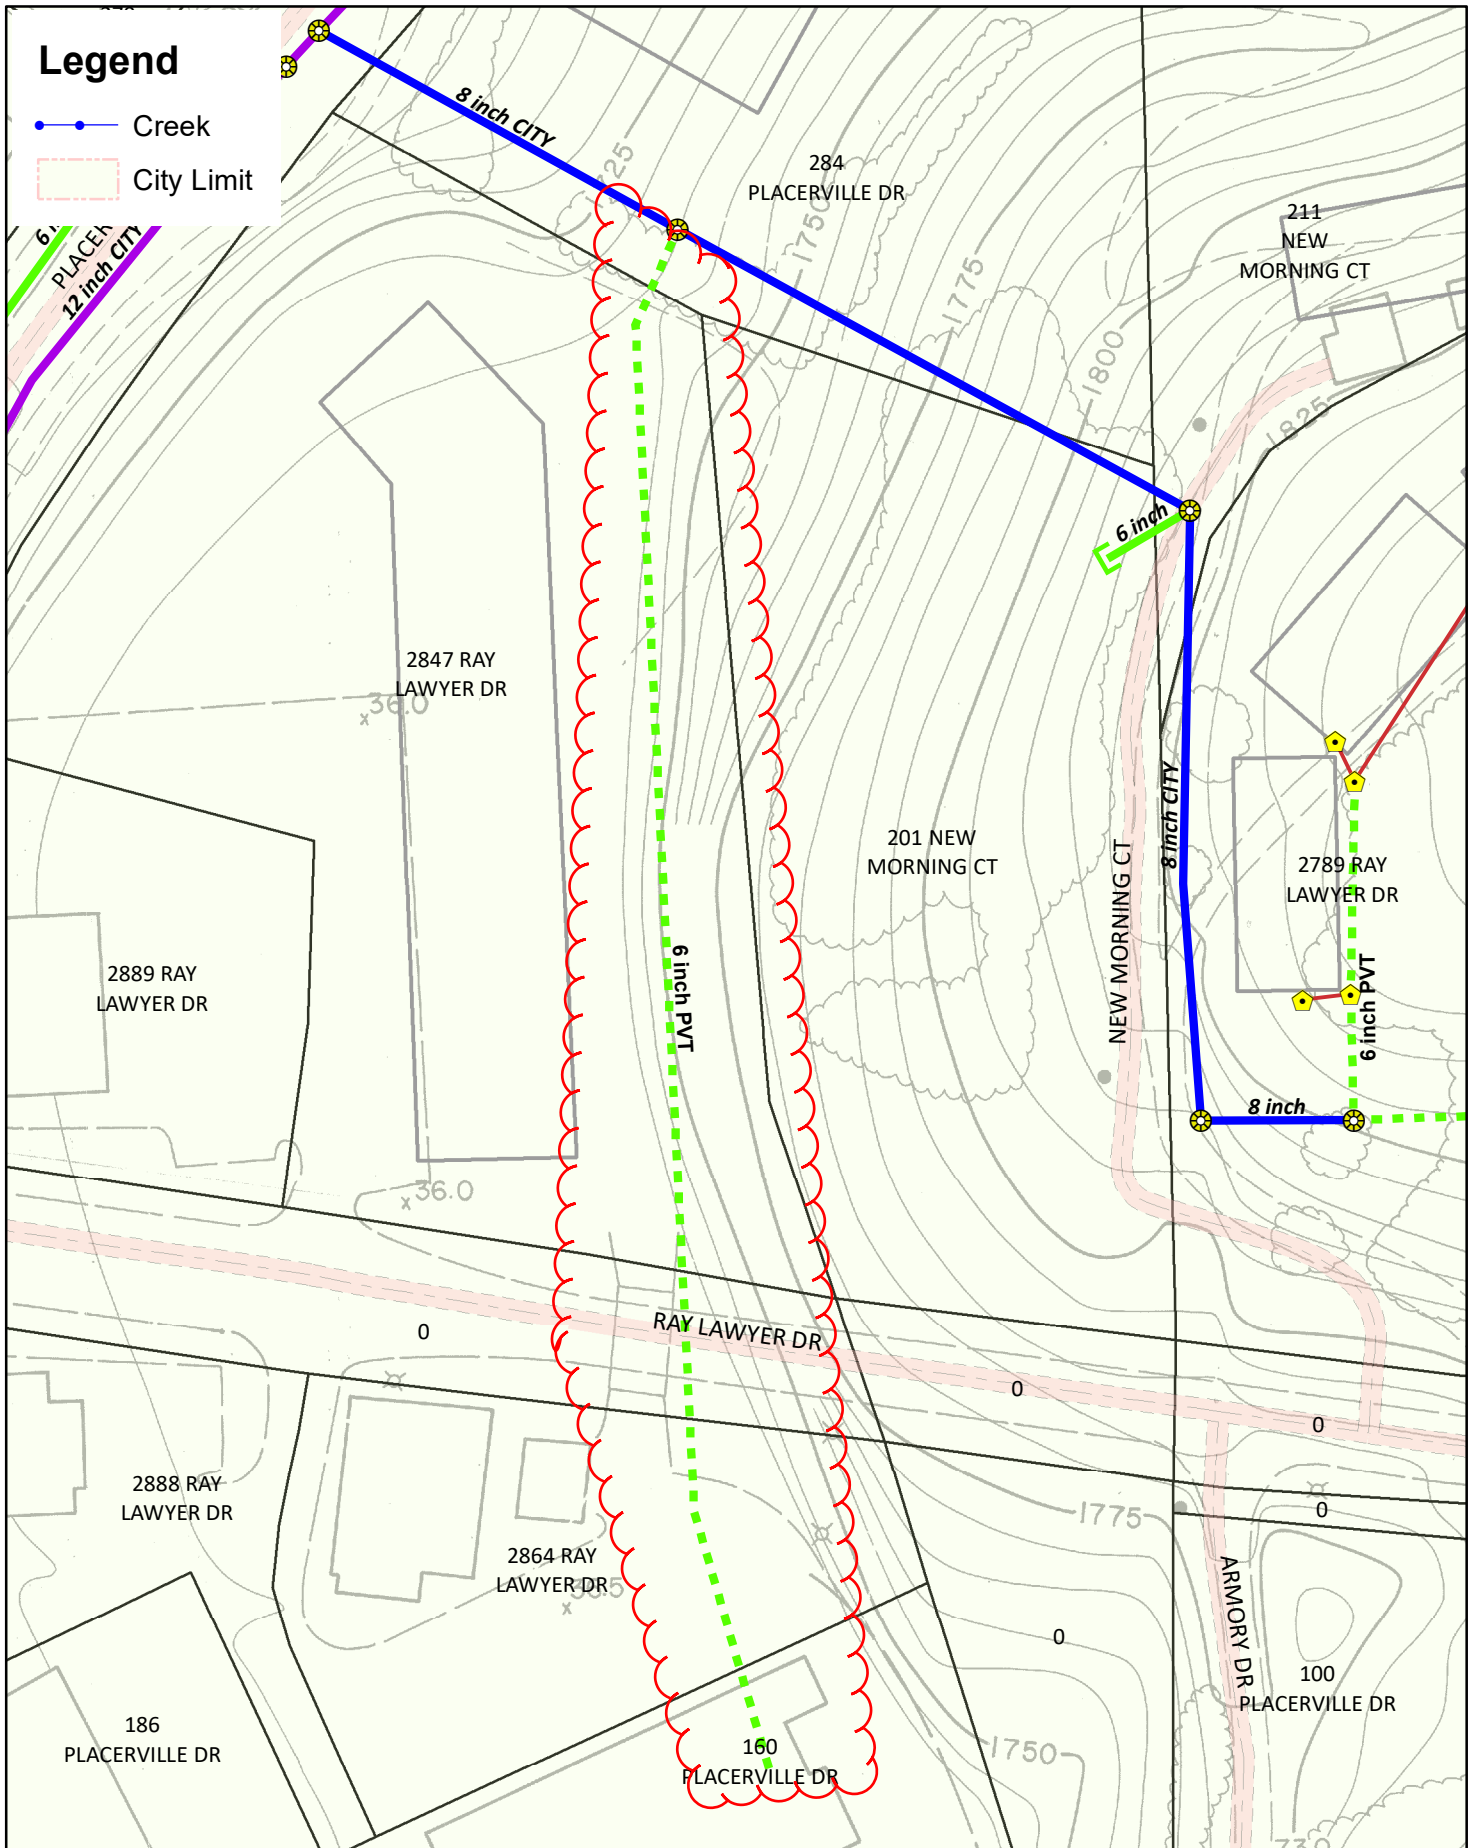 Legend
Creek
City Limit
8 inch CITY
1725
284
PLACERVILLE DR
1750
1775
211
NEW
MORNING CT
PLACER
12 inch CITY
1800
1825
6 inch
2847 RAY
LAWYER DR
36.0
201 NEW
MORNING CT
8 inch CITY
NEW MORNING CT
2789 RAY
LAWYER DR
6 inch PVT
6 inch PVT
2889 RAY
LAWYER DR
8 inch
36.0
RAY LAWYER DR
0
0
0
0
2888 RAY
LAWYER DR
1775
2864 RAY
LAWYER DR
ARMORY DR
0
100
PLACERVILLE DR
186
PLACERVILLE DR
160
PLACERVILLE DR
1750